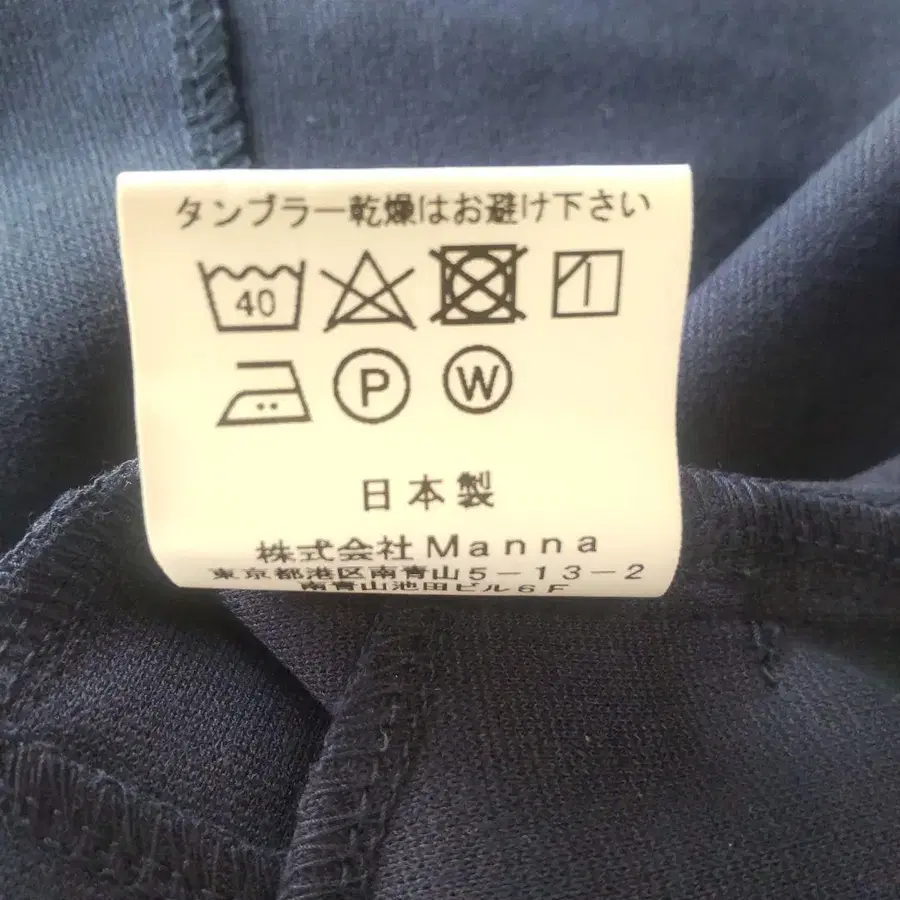 タンブラー乾燥はお避け下さい
40
P W
日本製
株式会社Manna
東京都港区南青山5-13-2
南青山池田ビル6F